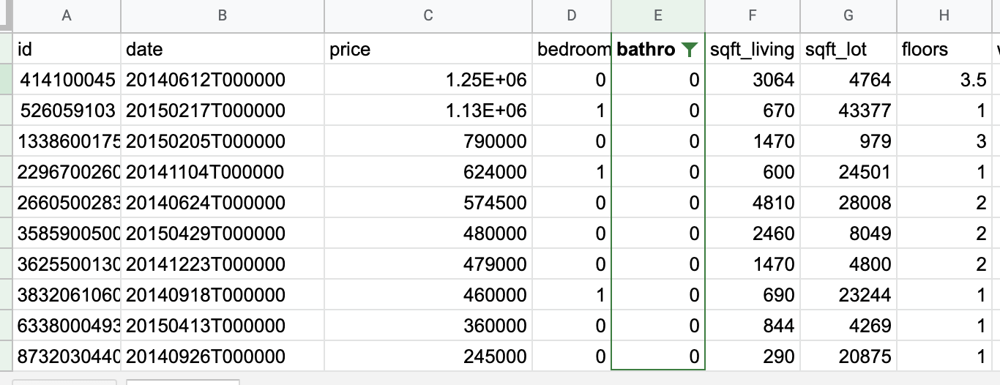 A B C D E F G H
id date price bedroom bathro sqft_living sqft_lot floors
414100045 20140612T000000 1.25E+06 0 0 3064 4764 3.5
526059103 20150217T000000 1.13E+06 1 0 670 43377 1
1338600175 20150205T000000 790000 0 0 1470 979 3
2296700260 20141104T000000 624000 1 0 600 24501 1
2660500283 20140624T000000 574500 0 0 4810 28008 2
3585900500 20150429T000000 480000 0 0 2460 8049 2
3625500130 20141223T000000 479000 0 0 1470 4800 2
3832061060 20140918T000000 460000 1 0 690 23244 1
6338000493 20150413T000000 360000 0 0 844 4269 1
8732030440 20140926T000000 245000 0 0 290 20875 1